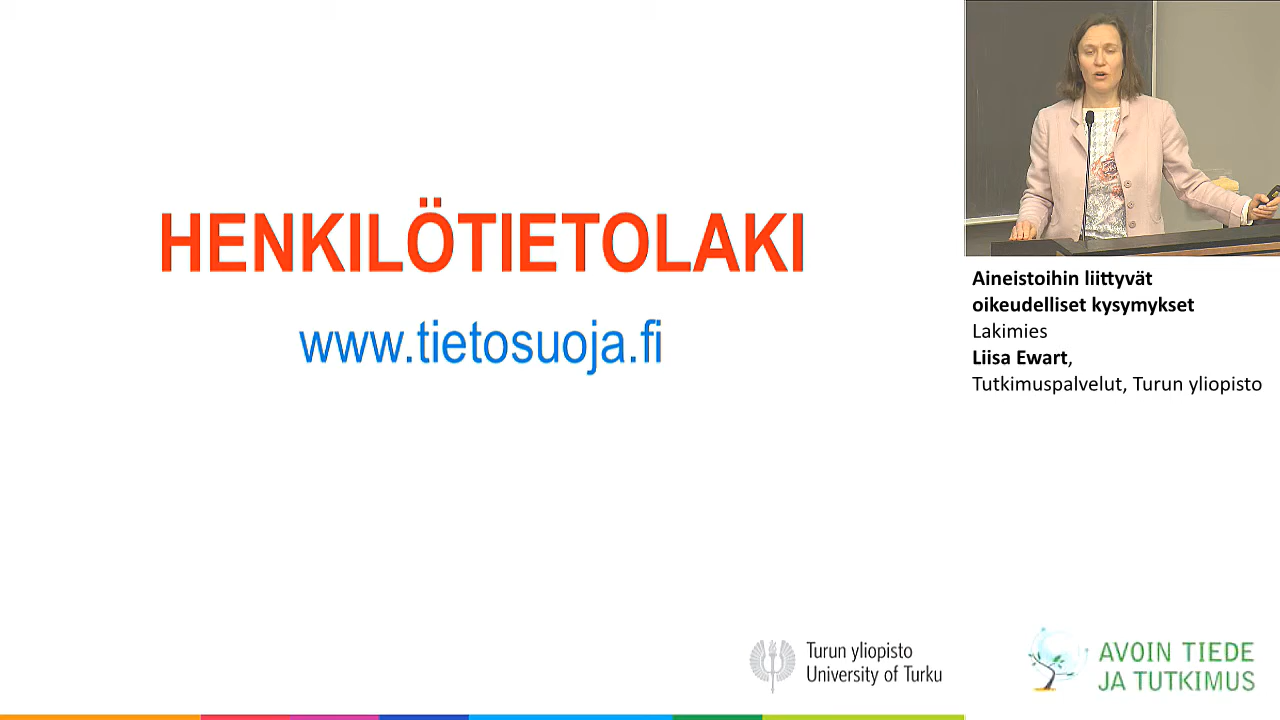 HENKILÖTIETOLAKI
www.tietosuoja.fi
Aineistoihin liittyvät
oikeudelliset kysymykset
Lakimies
Liisa Ewart,
Tutkimuspalvelut, Turun yliopisto
Turun yliopisto
University of Turku
AVOIN TIEDE
JA TUTKIMUS